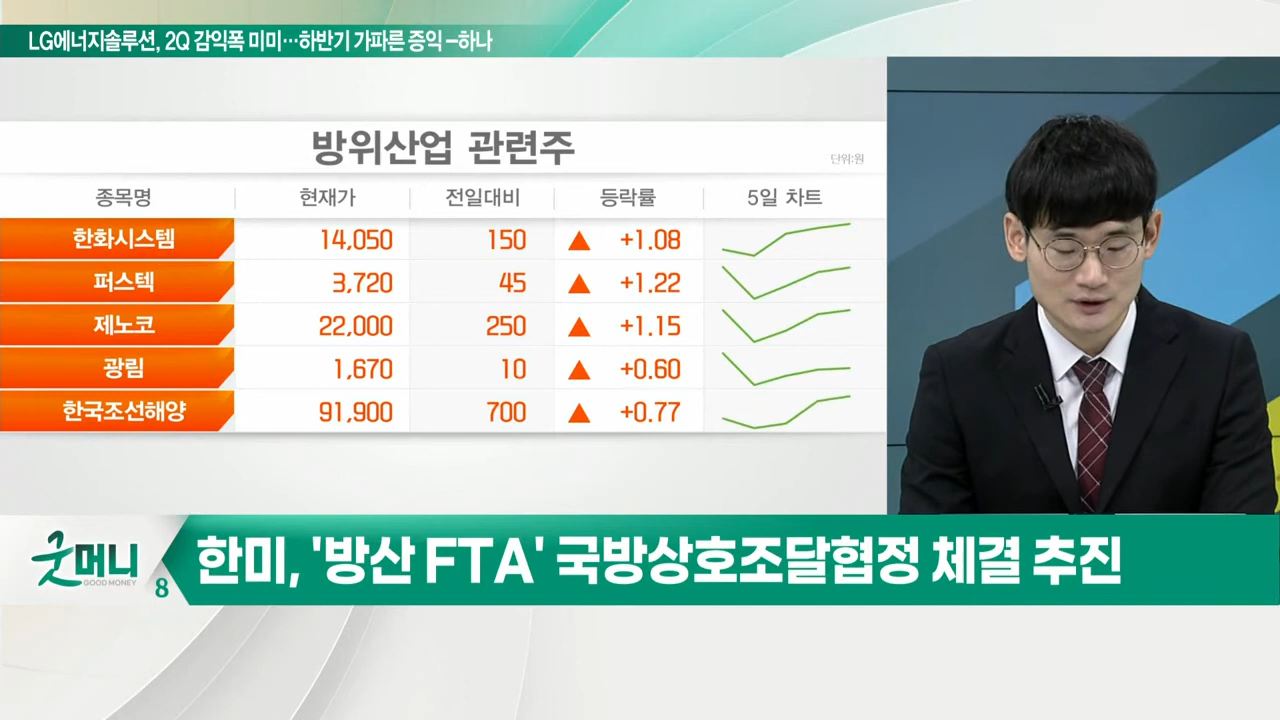 LG에너지솔루션, 2Q 감익폭 미미…하반기 가파른 증익 -하나
방위산업 관련주
단위:원
종목명 현재가 전일대비 등락률 5일 차트
한화시스템 14,050 150 ▲ +1.08
퍼스텍 3,720 45 ▲ +1.22
제노코 22,000 250 ▲ +1.15
광림 1,670 10 ▲ +0.60
한국조선해양 91,900 700 ▲ +0.77
굿머니
GOOD MONEY
8
한미, '방산 FTA' 국방상호조달협정 체결 추진